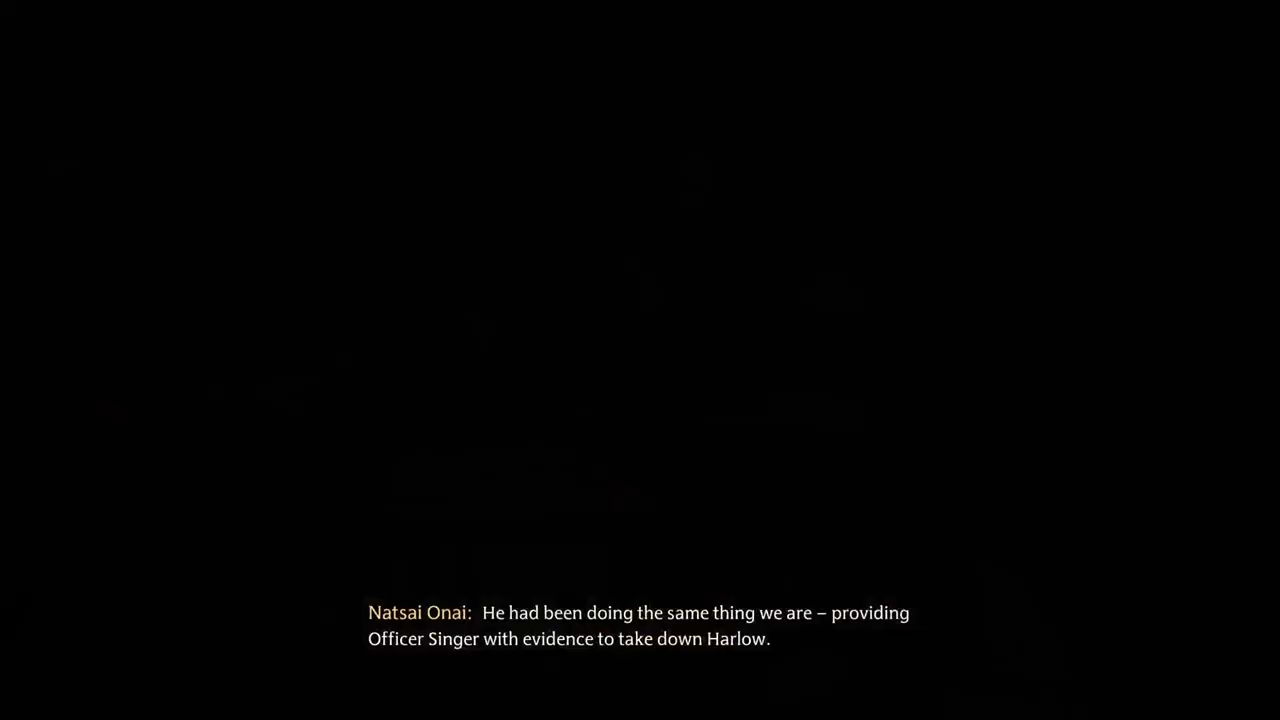 Natsai Onai: He had been doing the same thing we are – providing
Officer Singer with evidence to take down Harlow.